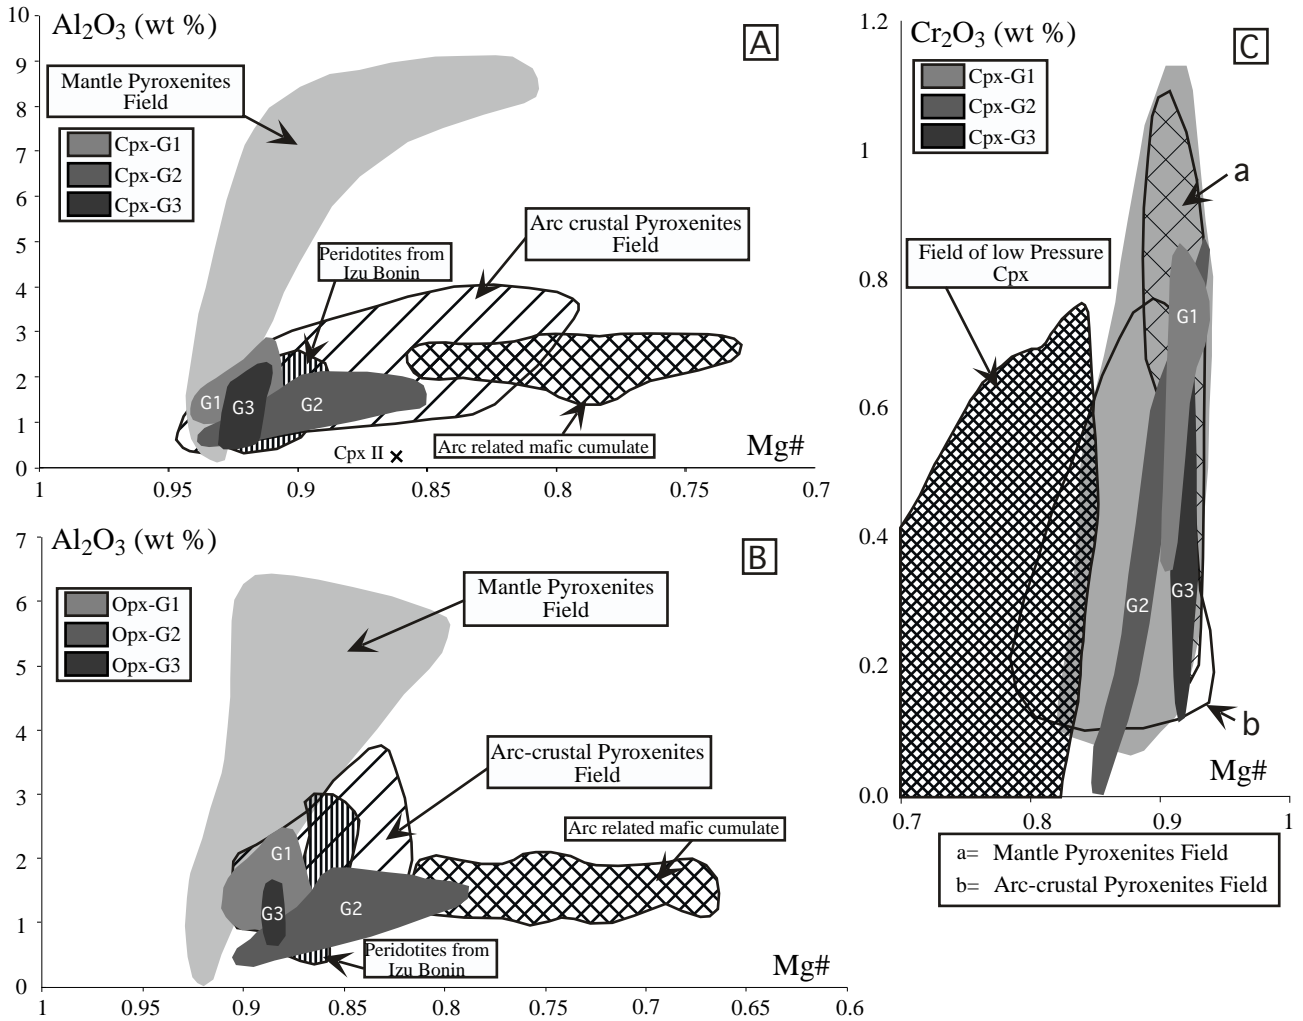 Al2O3 (wt %)
A
10
9
8
7
6
5
4
3
2
1
0
Mantle Pyroxenites
Field
Cpx-G1
Cpx-G2
Cpx-G3
Arc crustal Pyroxenites
Field
Peridotites from
Izu Bonin
G1
G3
G2
Cpx II
Arc related mafic cumulate
Mg#
1
0.95
0.9
0.85
0.8
0.75
0.7
Al2O3 (wt %)
B
7
6
5
4
3
2
1
0
Opx-G1
Opx-G2
Opx-G3
Mantle Pyroxenites
Field
Arc-crustal Pyroxenites
Field
Arc related mafic cumulate
G1
G3
G2
Peridotites from
Izu Bonin
Mg#
1
0.95
0.9
0.85
0.8
0.75
0.7
0.65
0.6
Cr2O3 (wt %)
C
1.2
1
0.8
0.6
0.4
0.2
0.0
Cpx-G1
Cpx-G2
Cpx-G3
a
Field of low Pressure
Cpx
G1
G2
G3
b
Mg#
0.7
0.8
0.9
1
a= Mantle Pyroxenites Field
b= Arc-crustal Pyroxenites Field